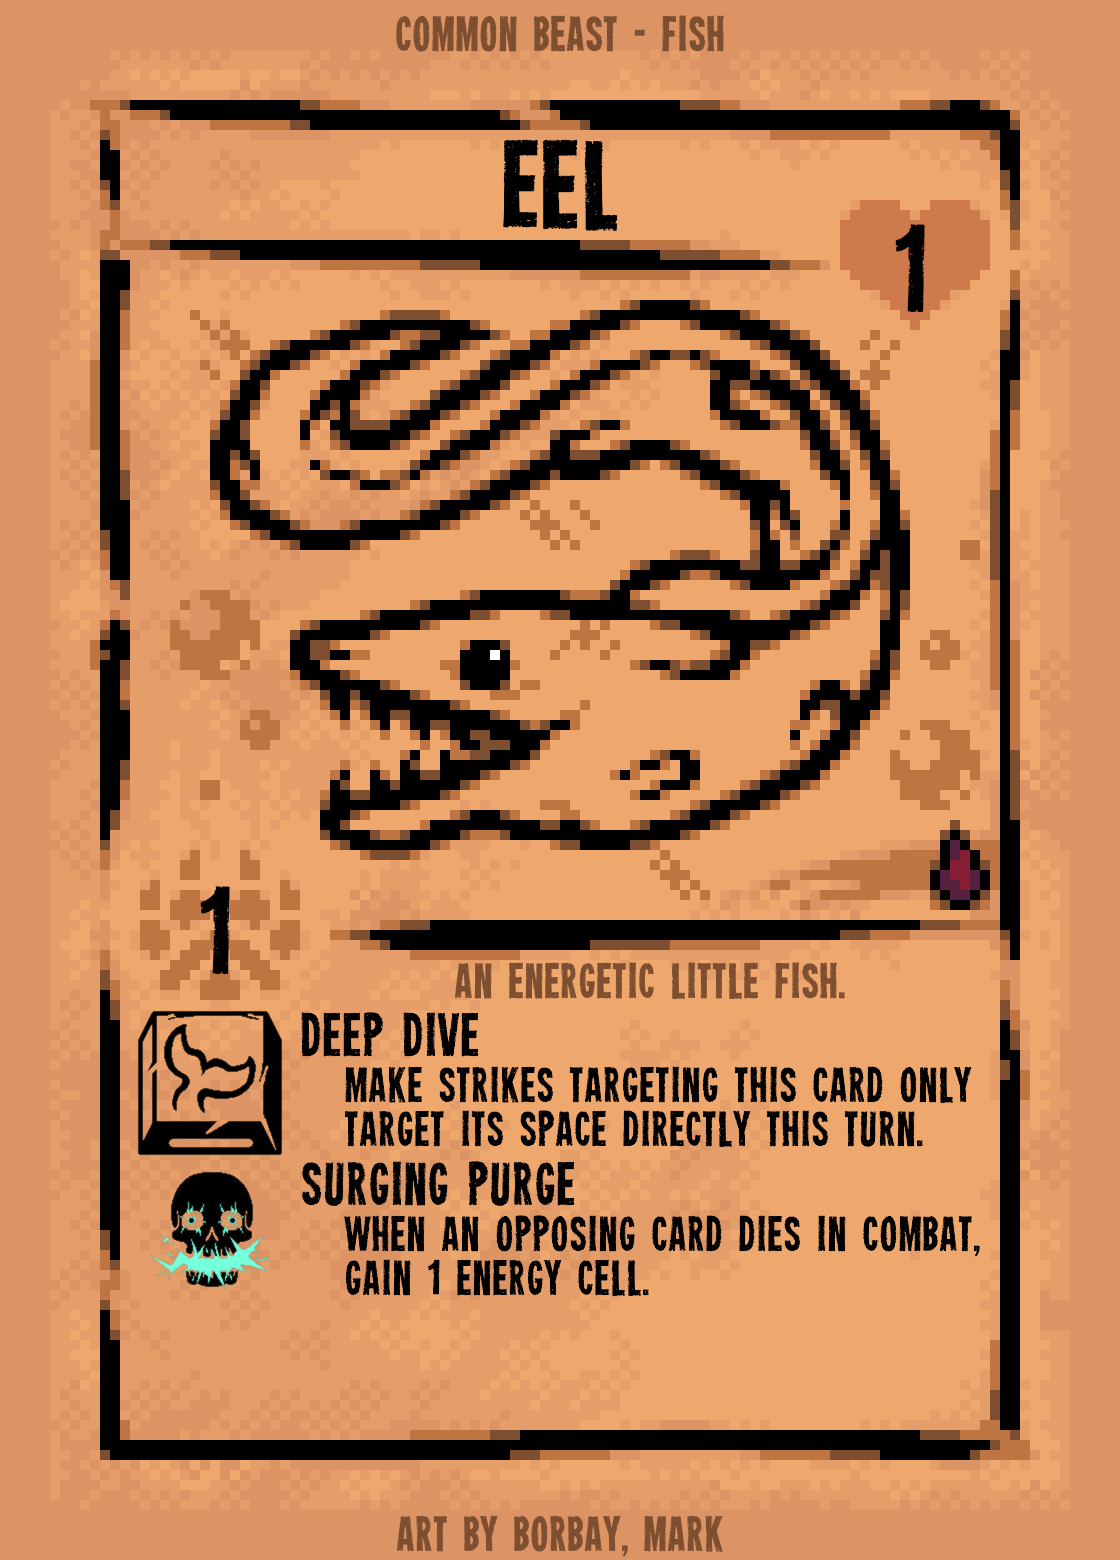 COMMON BEAST - FISH
EEL
1
1
AN ENERGETIC LITTLE FISH.
DEEP DIVE
MAKE STRIKES TARGETING THIS CARD ONLY
TARGET ITS SPACE DIRECTLY THIS TURN.
SURGING PURGE
WHEN AN OPPOSING CARD DIES IN COMBAT,
GAIN 1 ENERGY CELL.
ART BY BORBAY, MARK